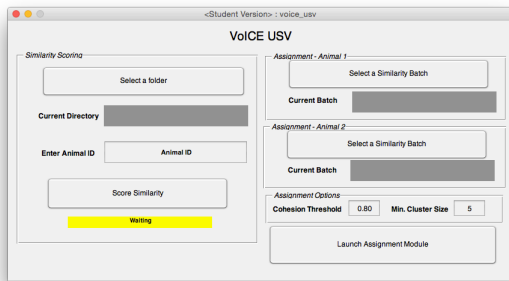 <Student Version> : voice_usv
VoICE USV
Similarity Scoring
Select a folder
Current Directory
Enter Animal ID Animal ID
Score Similarity
Waiting
Assignment - Animal 1
Select a Similarity Batch
Current Batch
Assignment - Animal 2
Select a Similarity Batch
Current Batch
Assignment Options
Cohesion Threshold 0.80 Min. Cluster Size 5
Launch Assignment Module